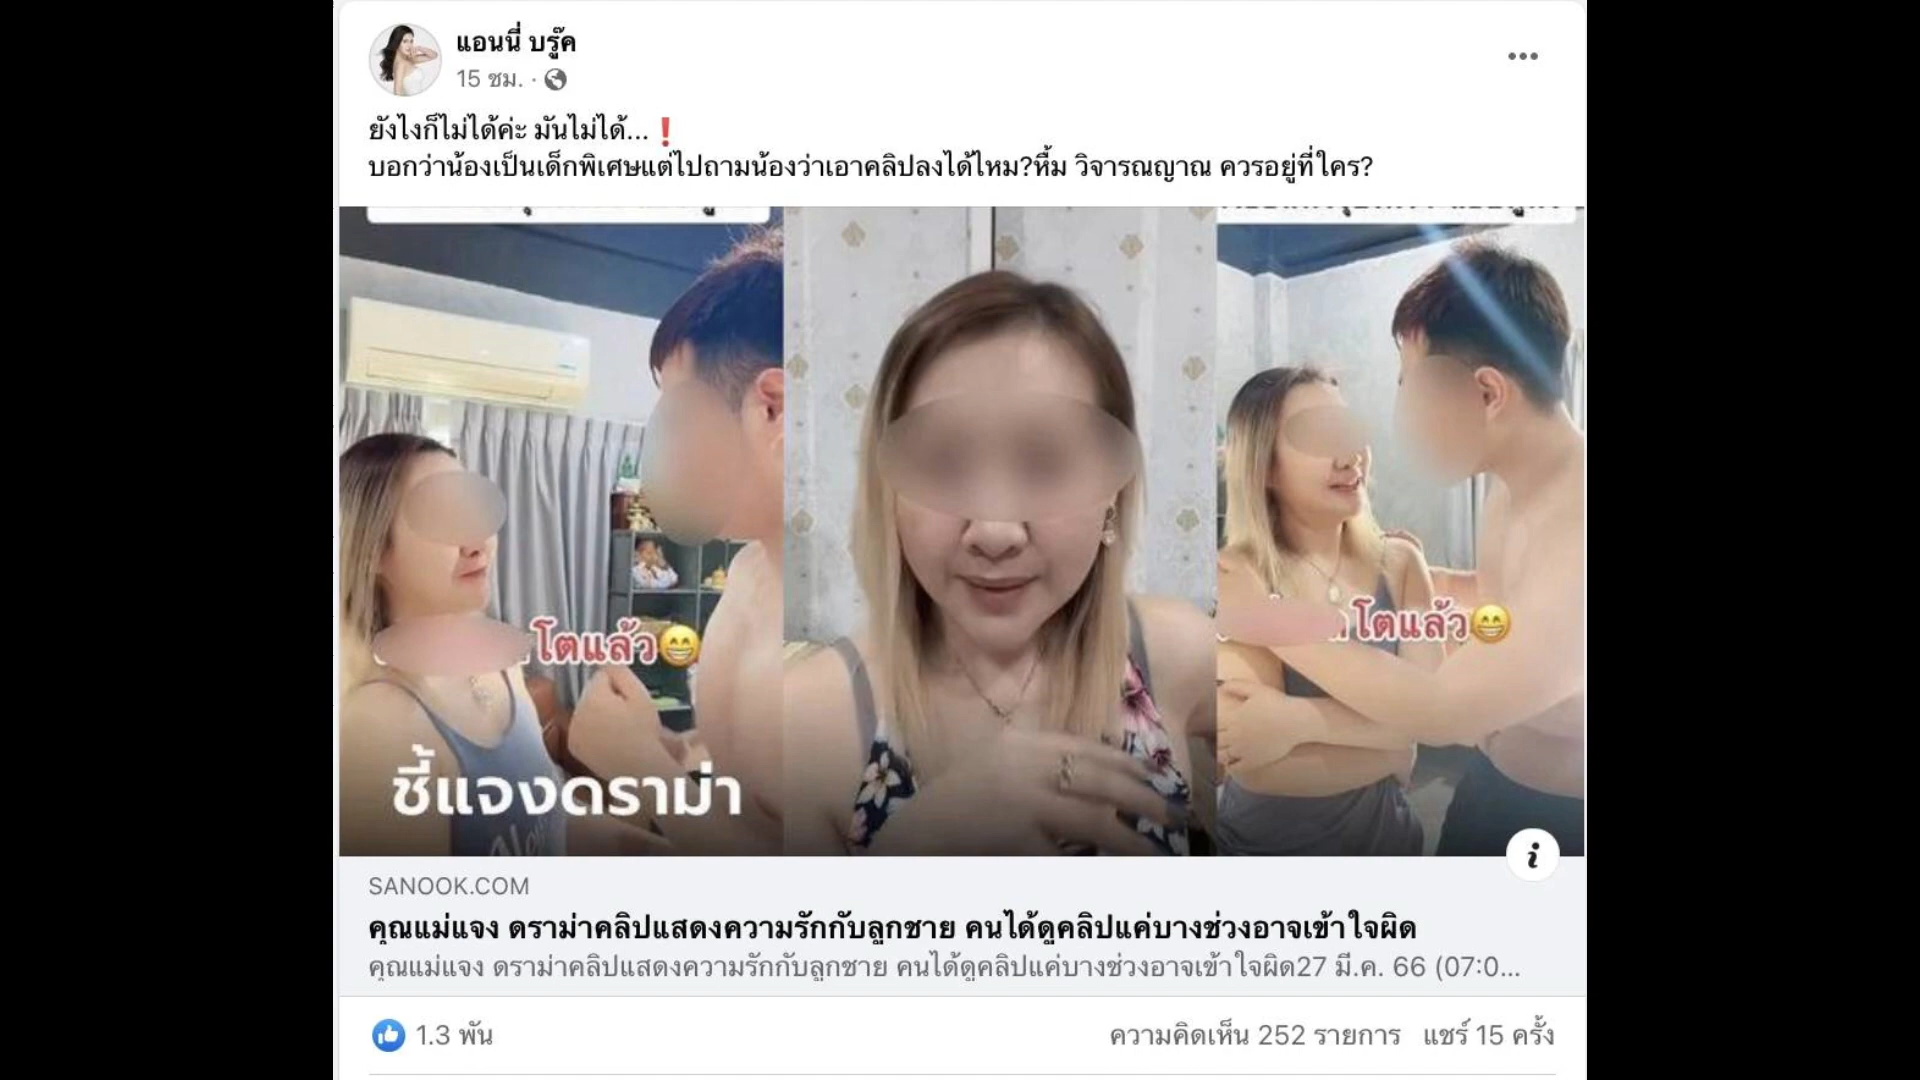 แอนนี่ บรู๊ค
15 ชม. ·
ยังไงก็ไม่ได้ค่ะ มันไม่ได้...❗
บอกว่าน้องเป็นเด็กพิเศษแต่ไปถามน้องว่าเอาคลิปลงได้ไหม?หื้ม วิจารณญาณ ควรอยู่ที่ใคร?
โตแล้ว😁
โตแล้ว😁
ชี้แจงดราม่า
SANOOK.COM
คุณแม่แจง ดราม่าคลิปแสดงความรักกับลูกชาย คนได้ดูคลิปแค่บางช่วงอาจเข้าใจผิด
คุณแม่แจง ดราม่าคลิปแสดงความรักกับลูกชาย คนได้ดูคลิปแค่บางช่วงอาจเข้าใจผิด27 มี.ค. 66 (07:0...
1.3 พัน
ความคิดเห็น 252 รายการ แชร์ 15 ครั้ง